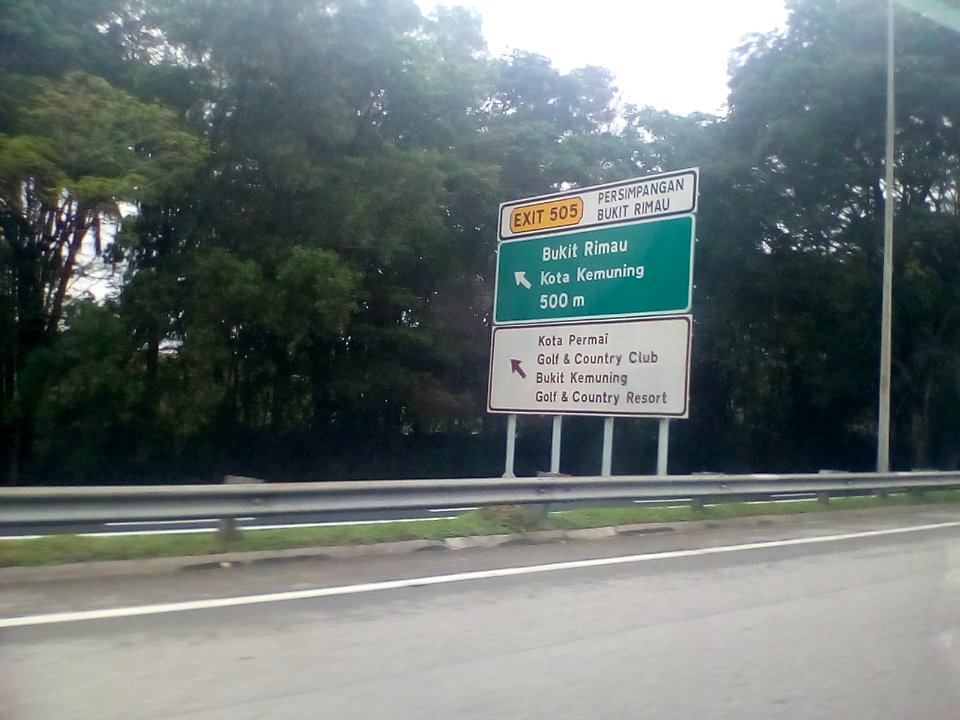 EXIT 505
PERSIMPANGAN
BUKIT RIMAU
Bukit Rimau
Kota Kemuning
500 m
Kota Permai
Golf & Country Club
Bukit Kemuning
Golf & Country Resort